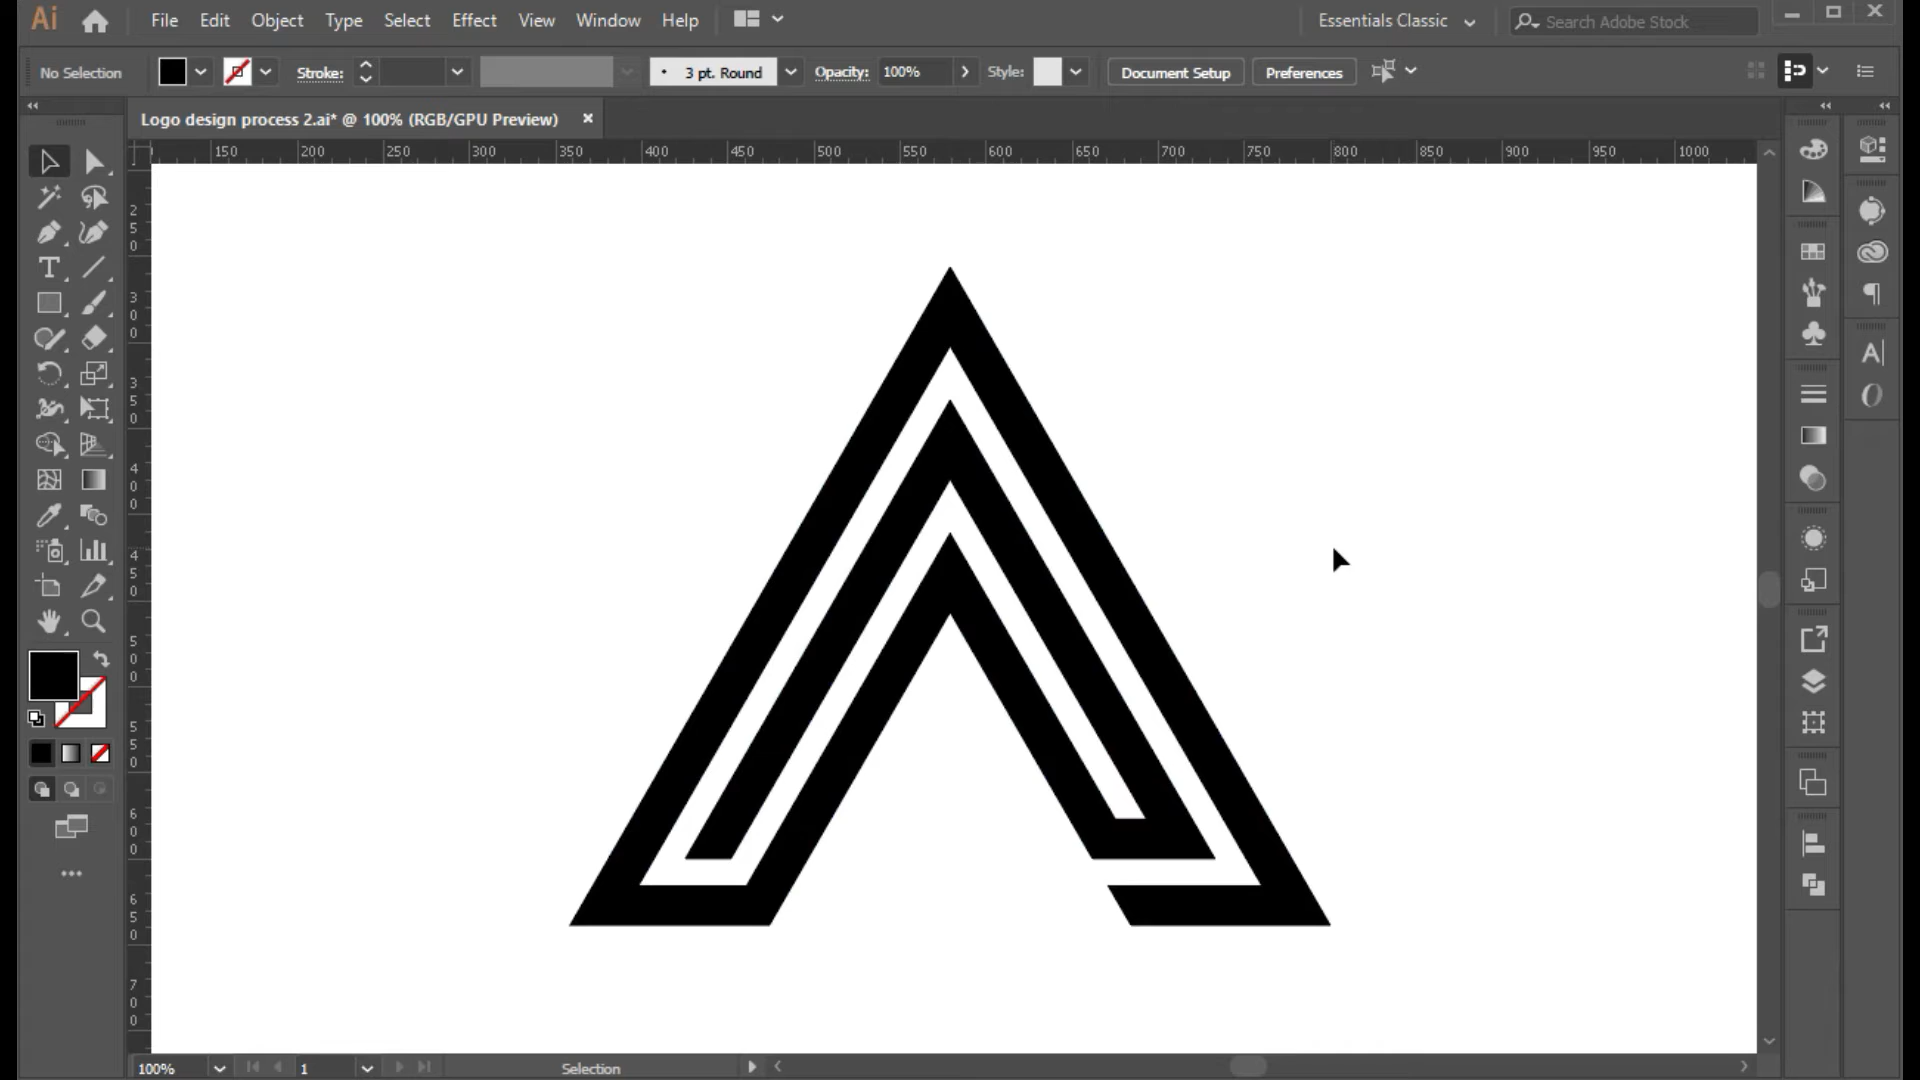 Ai File Edit Object Type Select Effect View Window Help Essentials Classic Search Adobe Stock
No Selection Stroke: 3 pt. Round Opacity: 100% Style: Document Setup Preferences
Logo design process 2.ai* @ 100% (RGB/GPU Preview)
150 200 250 300 350 400 450 500 550 600 650 700 750 800 850 900 950 1000
250
300
350
400
450
500
550
600
650
700
100% 1 Selection